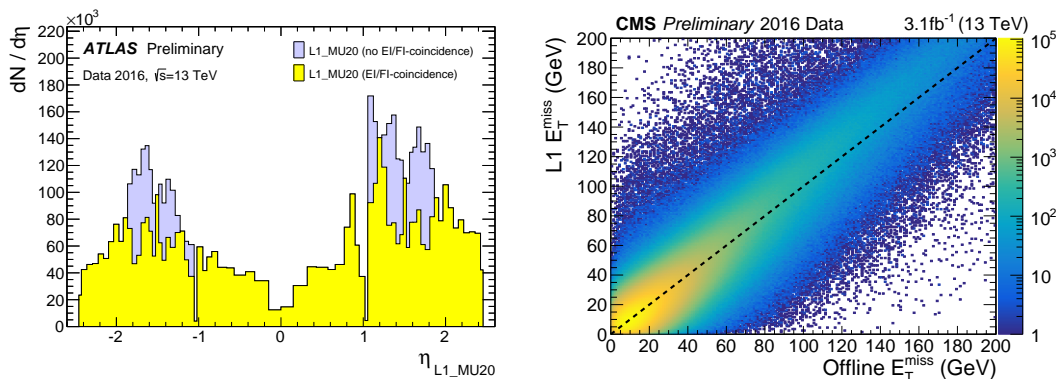 ×10³
ATLAS Preliminary
Data 2016, √s=13 TeV
L1_MU20 (no EI/FI-coincidence)
L1_MU20 (EI/FI-coincidence)
dN / dη
220
200
180
160
140
120
100
80
60
40
20
0
-2 -1 0 1 2
η L1_MU20
CMS Preliminary 2016 Data 3.1fb⁻¹ (13 TeV)
L1 E_T^miss (GeV)
200
180
160
140
120
100
80
60
40
20
0
0 20 40 60 80 100 120 140 160 180 200
Offline E_T^miss (GeV)
10⁵
10⁴
10³
10²
10
1